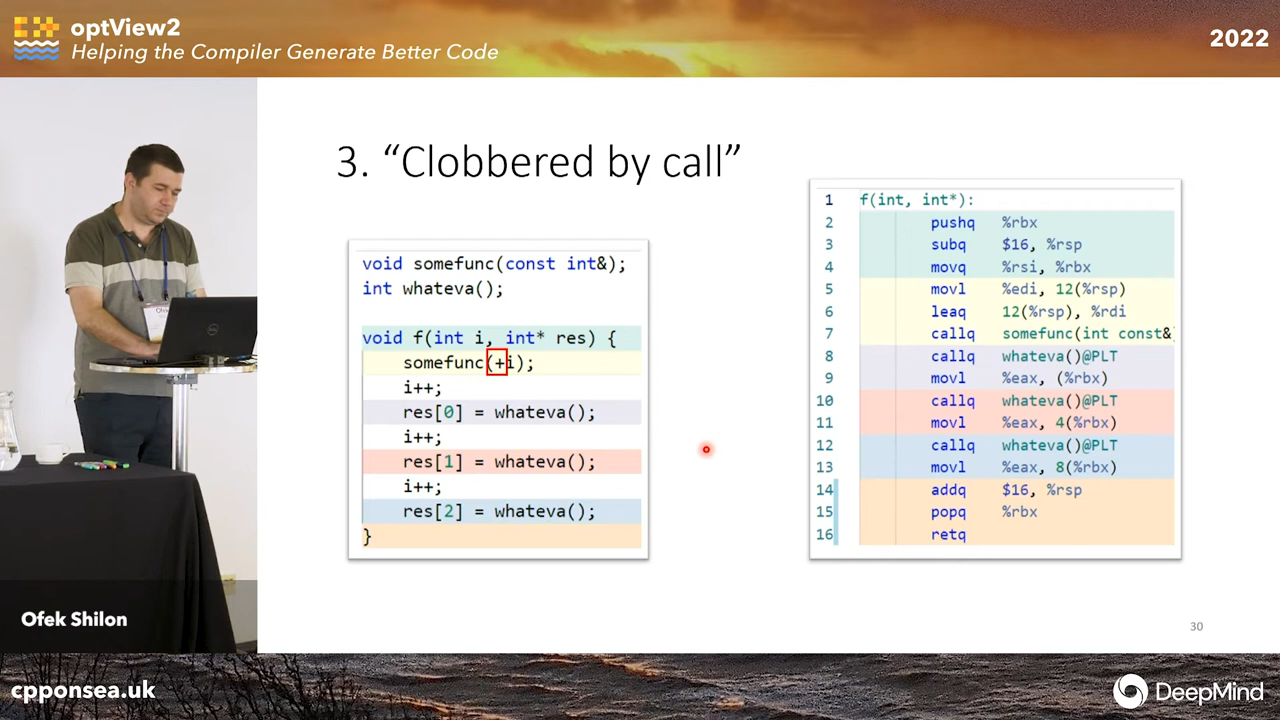 optView2
Helping the Compiler Generate Better Code
2022
3. “Clobbered by call”
void somefunc(const int&);
int whateva();
void f(int i, int* res) {
somefunc(+i);
i++;
res[0] = whateva();
i++;
res[1] = whateva();
i++;
res[2] = whateva();
}
1 f(int, int*):
2 pushq %rbx
3 subq $16, %rsp
4 movq %rsi, %rbx
5 movl %edi, 12(%rsp)
6 leaq 12(%rsp), %rdi
7 callq somefunc(int const&
8 callq whateva()@PLT
9 movl %eax, (%rbx)
10 callq whateva()@PLT
11 movl %eax, 4(%rbx)
12 callq whateva()@PLT
13 movl %eax, 8(%rbx)
14 addq $16, %rsp
15 popq %rbx
16 retq
Ofek Shilon
30
cpponsea.uk
DeepMind